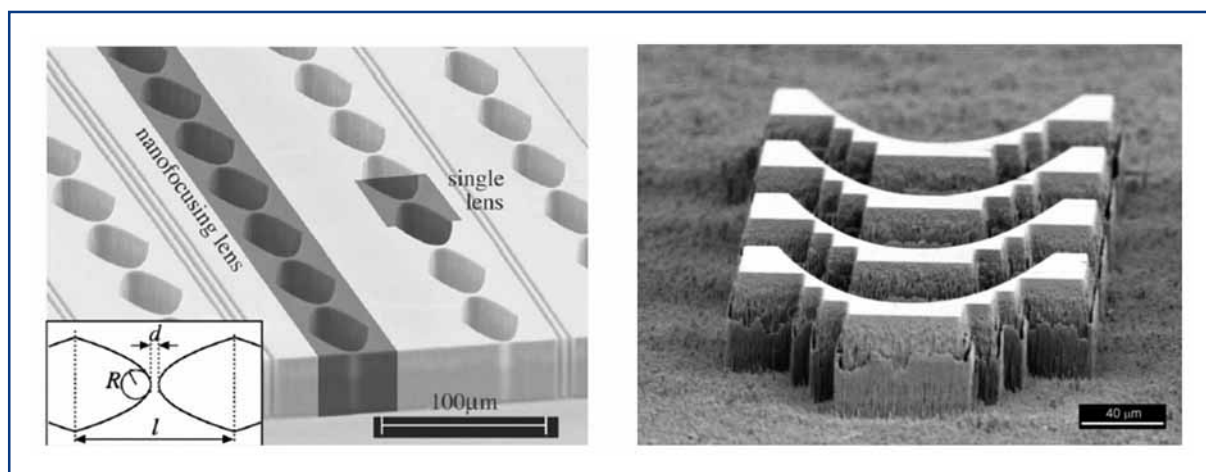 nanofocusing lens
single
lens
d
R
l
100μm
40 μm